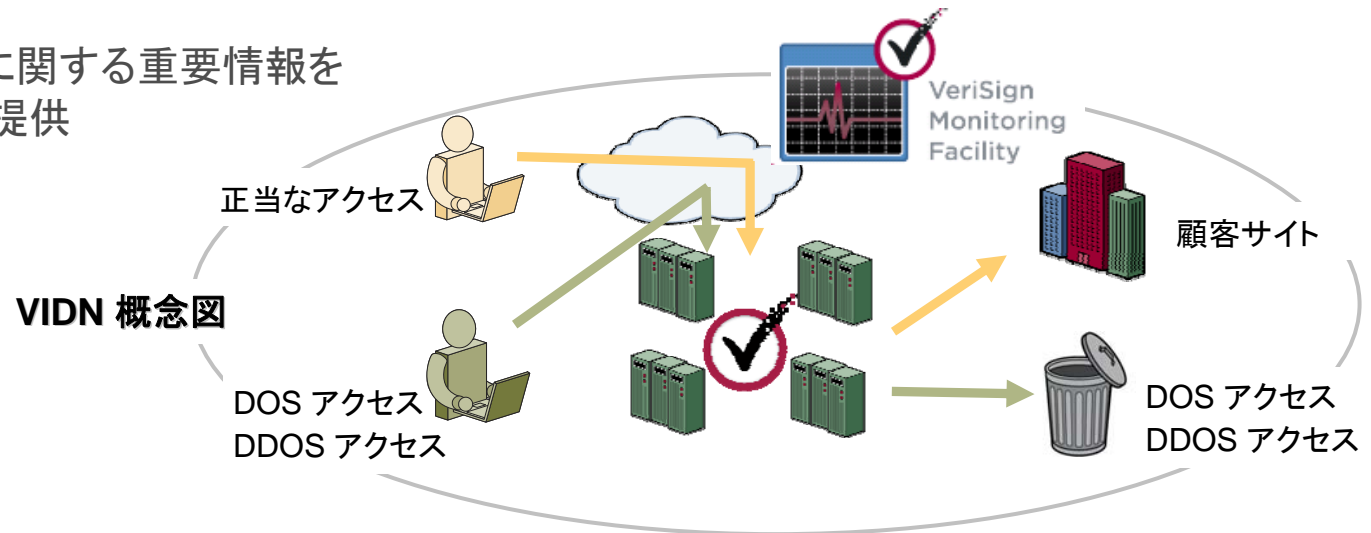 に関する重要情報を
提供
VeriSign
Monitoring
Facility
正当なアクセス
顧客サイト
VIDN 概念図
DOS アクセス
DDOS アクセス
DOS アクセス
DDOS アクセス